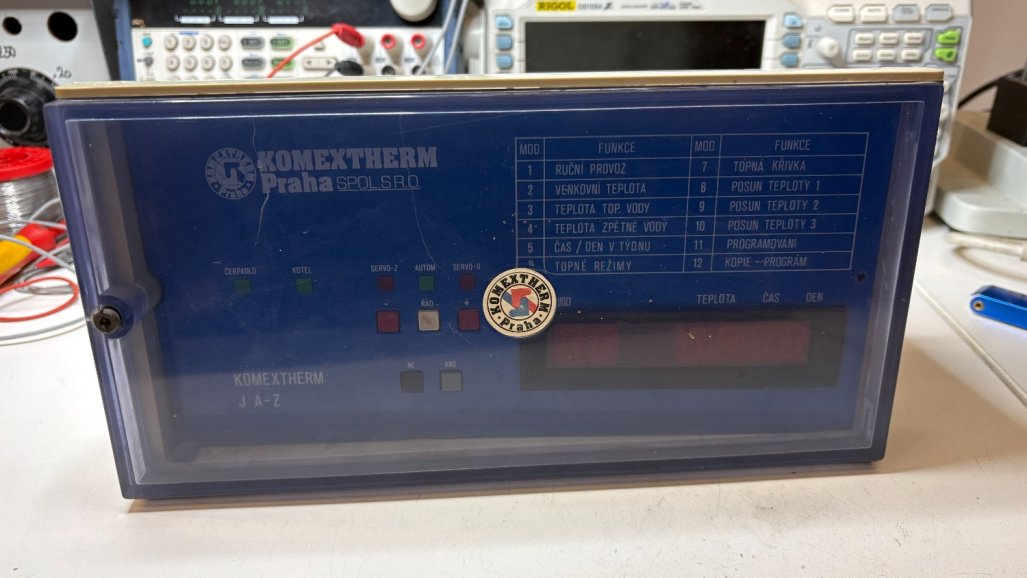 RIGOL
KOMEXTHERM
Praha SPOL.S R.O.
MOD FUNKCE MOD FUNKCE
1 RUČNÍ PROVOZ 7 TOPNÁ KŘIVKA
2 VENKOVNÍ TEPLOTA 8 POSUN TEPLOTY 1
3 TEPLOTA TOP. VODY 9 POSUN TEPLOTY 2
4 TEPLOTA ZPĚTNÉ VODY 10 POSUN TEPLOTY 3
5 ČAS / DEN V TÝDNU 11 PROGRAMOVÁNÍ
6 TOPNÉ REŽIMY 12 KOPIE - PROGRAM
ČERPADLO KOTEL SERVO-Z AUTOM. SERVO-O
- ŘÁD +
KOMEXTHERM
Praha
MOD TEPLOTA ČAS DEN
NE ANO
KOMEXTHERM
J A-Z